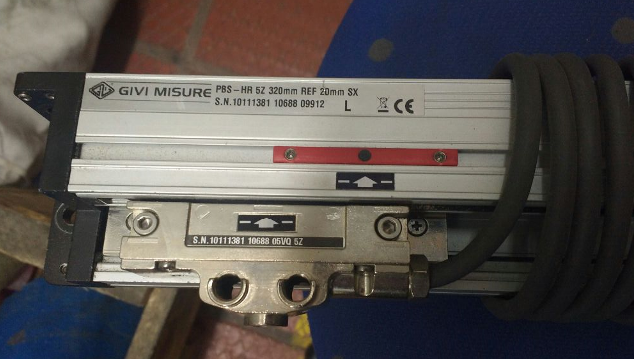 GIVI MISURE
PBS-HR 5Z 320mm REF 20mm SX
S.N.10111381 10688 09912 L CE
S.N.10111381 10688 05VQ 5Z